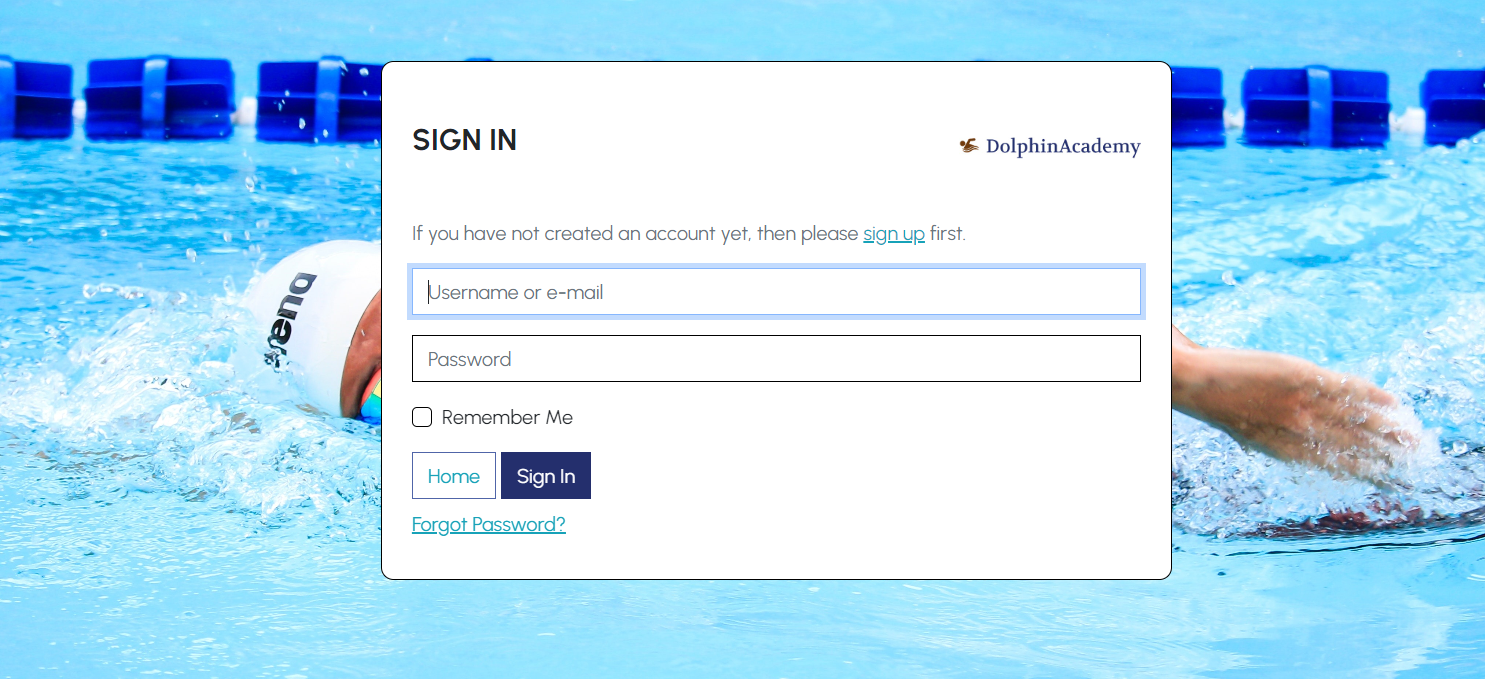 SIGN IN
DolphinAcademy
If you have not created an account yet, then please sign up first.
Username or e-mail
Password
Remember Me
Home
Sign In
Forgot Password?
arena